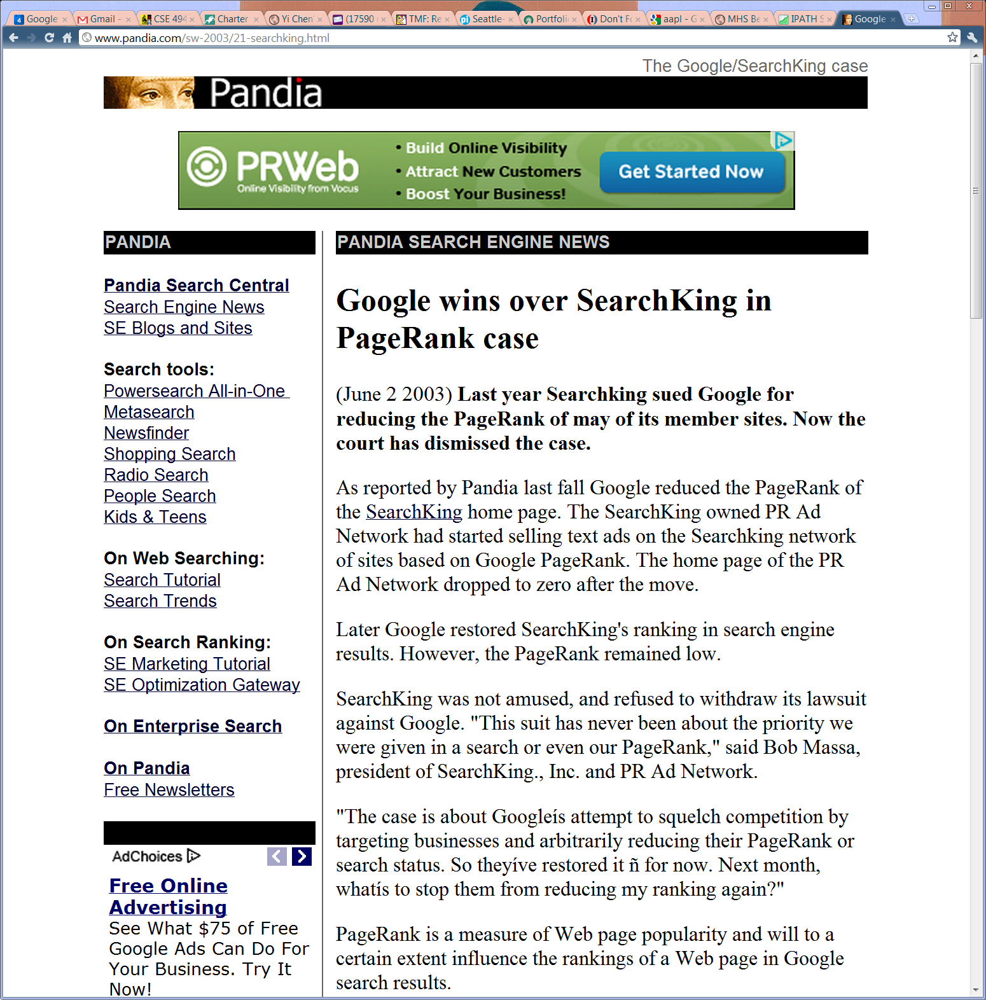 4 Google
Gmail -
CSE 494
Charter
Yi Chen'
(17590
TMF: Re
Seattle-
Portfoli
Don't Fo
aapl - G
MHS Be
IPATH S
Google
www.pandia.com/sw-2003/21-searchking.html
The Google/SearchKing case
Pandia
PRWeb
Online Visibility from Vocus
• Build Online Visibility
• Attract New Customers
• Boost Your Business!
Get Started Now
PANDIA
Pandia Search Central
Search Engine News
SE Blogs and Sites
Search tools:
Powersearch All-in-One
Metasearch
Newsfinder
Shopping Search
Radio Search
People Search
Kids & Teens
On Web Searching:
Search Tutorial
Search Trends
On Search Ranking:
SE Marketing Tutorial
SE Optimization Gateway
On Enterprise Search
On Pandia
Free Newsletters
AdChoices
Free Online
Advertising
See What $75 of Free
Google Ads Can Do For
Your Business. Try It
Now!
PANDIA SEARCH ENGINE NEWS
Google wins over SearchKing in
PageRank case
(June 2 2003) Last year Searchking sued Google for
reducing the PageRank of may of its member sites. Now the
court has dismissed the case.
As reported by Pandia last fall Google reduced the PageRank of
the SearchKing home page. The SearchKing owned PR Ad
Network had started selling text ads on the Searchking network
of sites based on Google PageRank. The home page of the PR
Ad Network dropped to zero after the move.
Later Google restored SearchKing's ranking in search engine
results. However, the PageRank remained low.
SearchKing was not amused, and refused to withdraw its lawsuit
against Google. "This suit has never been about the priority we
were given in a search or even our PageRank," said Bob Massa,
president of SearchKing., Inc. and PR Ad Network.
"The case is about Googleís attempt to squelch competition by
targeting businesses and arbitrarily reducing their PageRank or
search status. So theyíve restored it ñ for now. Next month,
whatís to stop them from reducing my ranking again?"
PageRank is a measure of Web page popularity and will to a
certain extent influence the rankings of a Web page in Google
search results.